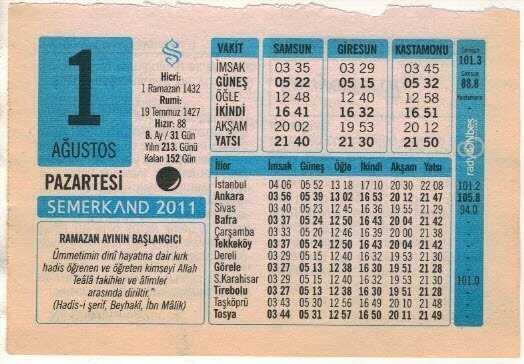 1
AĞUSTOS
PAZARTESİ
SEMERKAND 2011
Hicri:
1 Ramazan 1432
Rumi:
19 Temmuz 1427
Hızır: 88
8. Ay / 31 Gün
Yılın 213. Günü
Kalan 152 Gün
RAMAZAN AYININ BAŞLANGICI
Ümmetimin dinî hayatına dair kırk
hadis öğrenen ve öğreten kimseyi Allah
Teâlâ fakihler ve âlimler
arasında diriltir."
(Hadis-i şerif, Beyhakî, İbn Mâlik)
VAKİT SAMSUN GİRESUN KASTAMONU
İMSAK 03 35 03 29 03 45
GÜNEŞ 05 22 05 15 05 32
ÖĞLE 12 48 12 40 12 58
İKİNDİ 16 41 16 32 16 51
AKŞAM 20 02 19 53 20 12
YATSI 21 40 21 30 21 50
İller İmsak Güneş Öğle İkindi Akşam Yatsı
İstanbul 04 06 05 52 13 18 17 10 20 30 22 08
Ankara 03 56 05 39 13 02 16 53 20 12 21 47
Sivas 03 40 05 23 12 45 16 36 19 55 21 29
Bafra 03 37 05 24 12 50 16 43 20 04 21 42
Çarşamba 03 33 05 20 12 46 16 39 20 00 21 38
Tekkeköy 03 37 05 24 12 50 16 43 20 04 21 42
Dereli 03 29 05 15 12 40 16 32 19 53 21 30
Görele 03 27 05 13 12 38 16 30 19 51 21 28
Ş.Karahisar 03 29 05 13 12 38 16 30 19 50 21 26
Tirebolu 03 27 05 13 12 38 16 30 19 51 21 28
Taşköprü 03 43 05 30 12 56 16 49 20 10 21 48
Tosya 03 44 05 31 12 57 16 50 20 11 21 49
Samsun
101.3
Giresun
88.8
Kastamonu
101.2
105.8
94.0
101.0